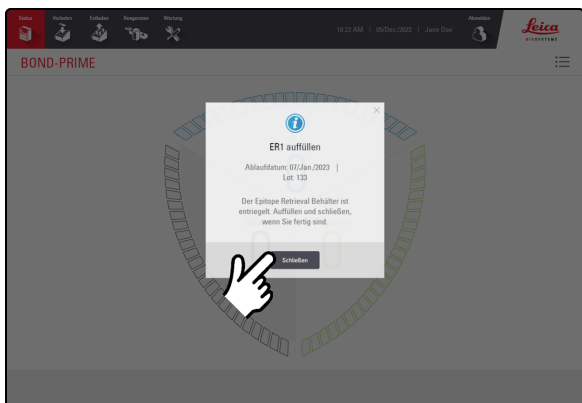 Status
Vorladen
Entladen
Reagenzien
Wartung
10:22 AM | 05/Dez./2022 | Jane Doe
Abmelden
Leica
BIOSYSTEMS
BOND-PRIME
ER1 auffüllen
Ablaufdatum: 07/Jan./2023 |
Lot: 133
Der Epitope Retrieval Behälter ist
entriegelt. Auffüllen und schließen,
wenn Sie fertig sind.
Schließen